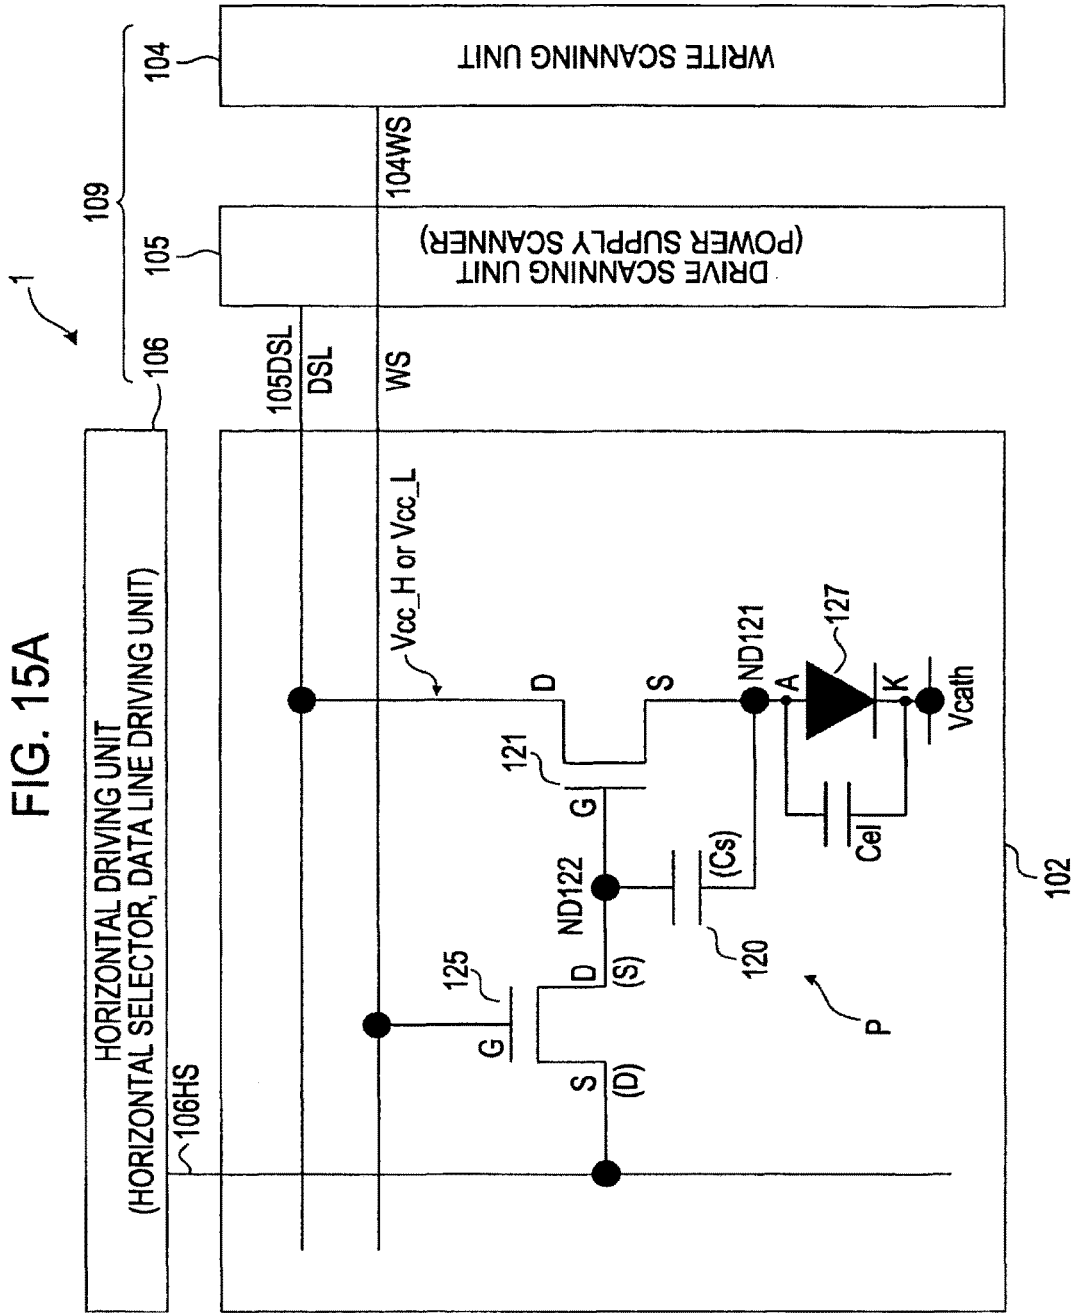 FIG. 15A
1
109
106
105
104
HORIZONTAL DRIVING UNIT
(HORIZONTAL SELECTOR, DATA LINE DRIVING UNIT)
106HS
105DSL
DSL
WS
104WS
DRIVE SCANNING UNIT
(POWER SUPPLY SCANNER)
WRITE SCANNING UNIT
Vcc_H or Vcc_L
125
G
S
(D)
D
(S)
ND122
121
G
D
S
120
(Cs)
ND121
A
127
K
Cel
Vcath
P
102